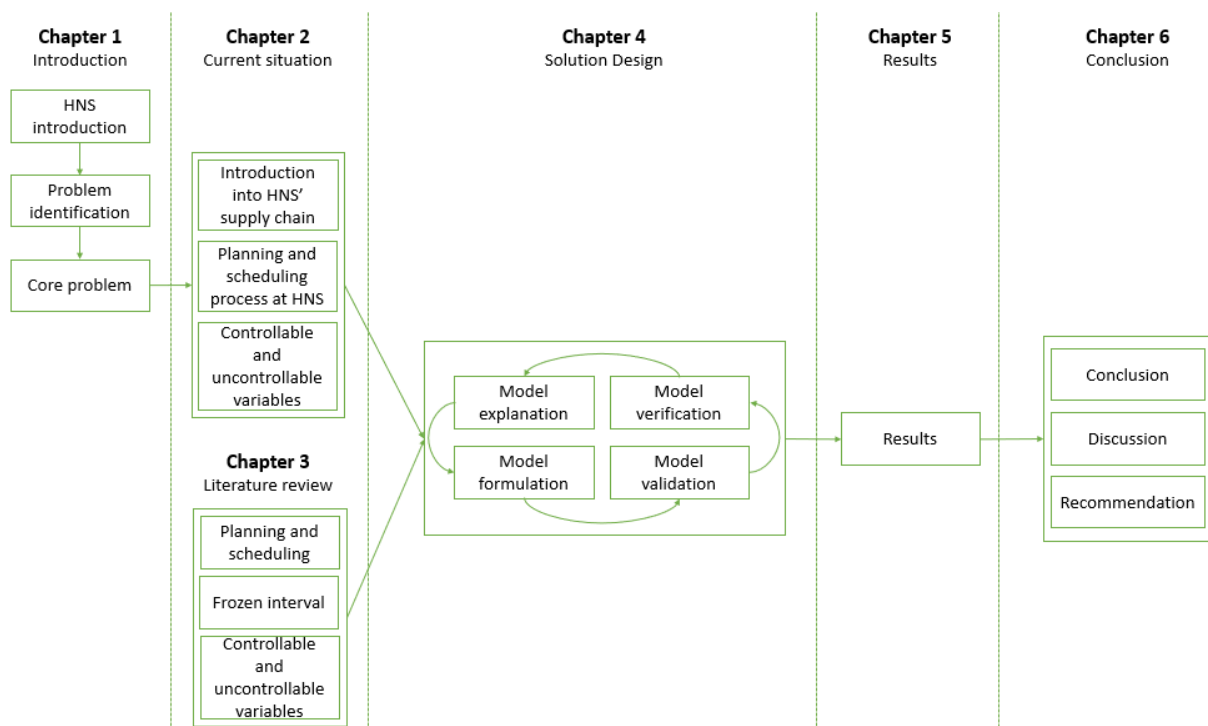 Chapter 1
Introduction
HNS
introduction
Problem
identification
Core problem
Chapter 2
Current situation
Introduction
into HNS’
supply chain
Planning and
scheduling
process at HNS
Controllable
and
uncontrollable
variables
Chapter 3
Literature review
Planning and
scheduling
Frozen interval
Controllable
and
uncontrollable
variables
Chapter 4
Solution Design
Model
explanation
Model
verification
Model
formulation
Model
validation
Chapter 5
Results
Results
Chapter 6
Conclusion
Conclusion
Discussion
Recommendation